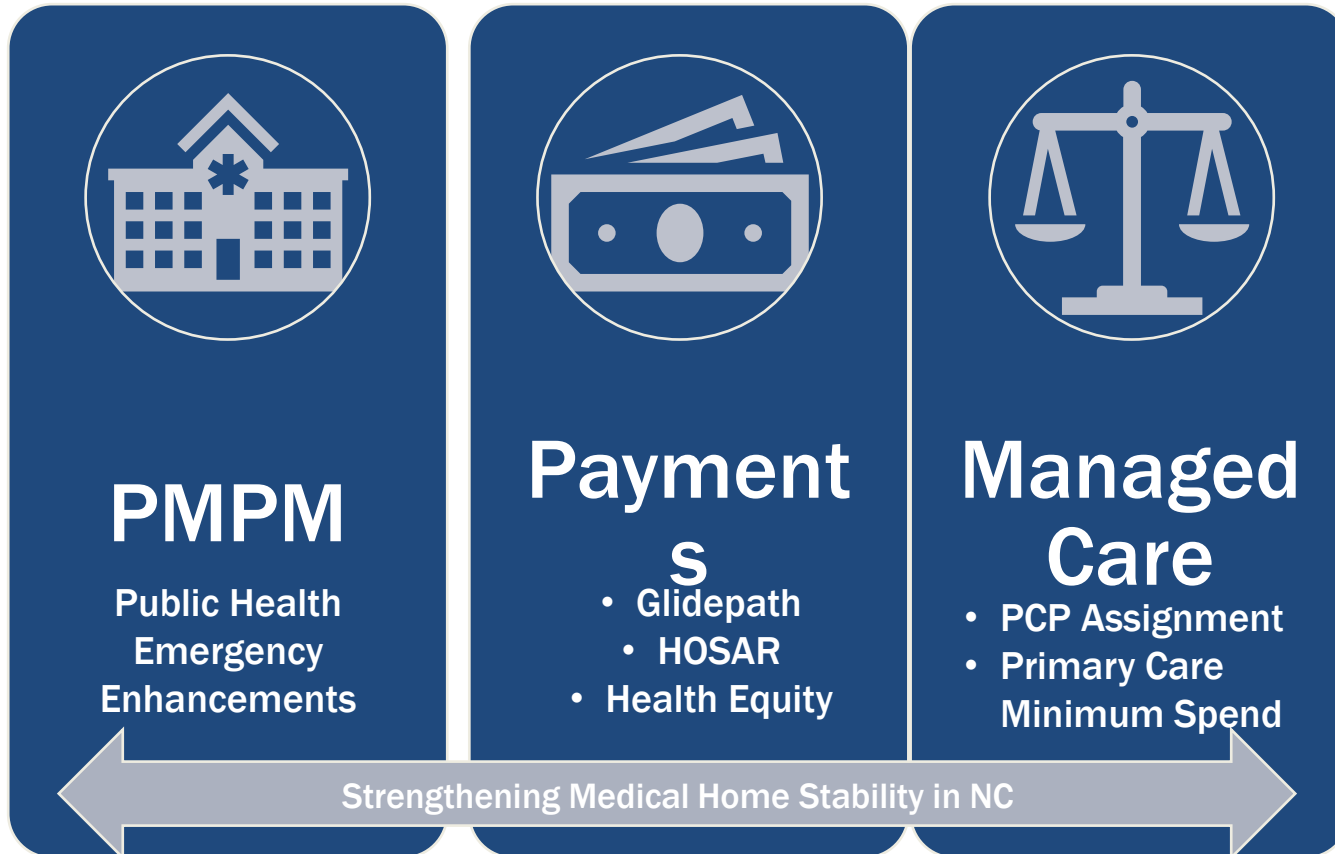 PMPM
Public Health
Emergency
Enhancements
Payment
s
• Glidepath
• HOSAR
• Health Equity
Managed
Care
• PCP Assignment
• Primary Care
Minimum Spend
Strengthening Medical Home Stability in NC